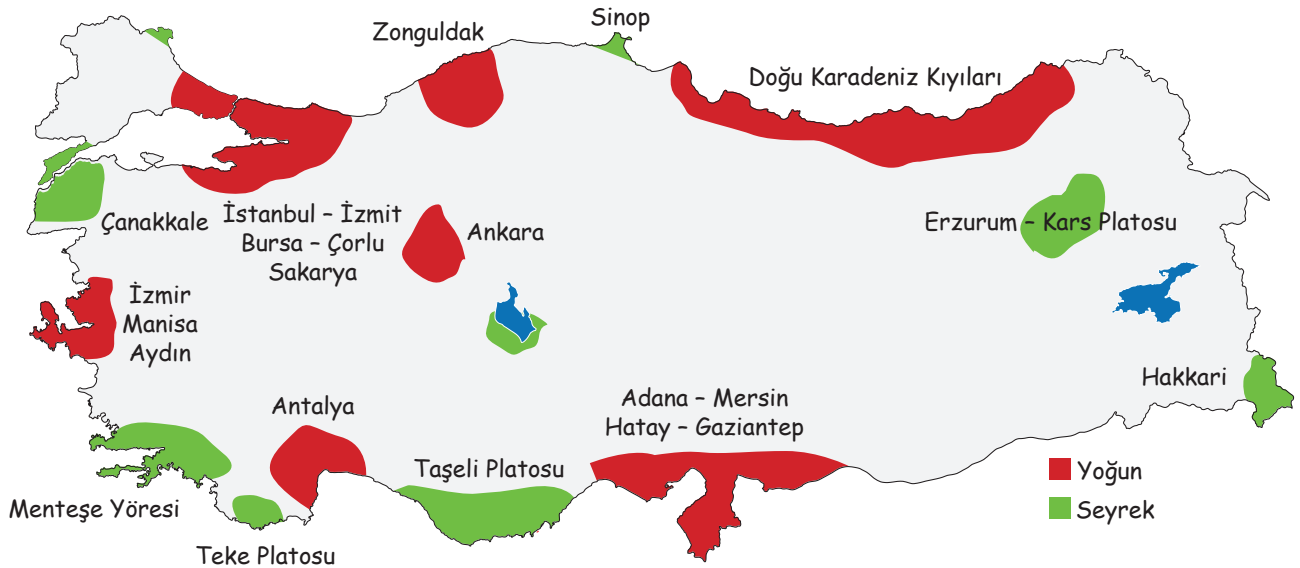 Sinop
Zonguldak
Doğu Karadeniz Kıyıları
Çanakkale
İstanbul – İzmit
Bursa – Çorlu
Sakarya
Ankara
Erzurum – Kars Platosu
İzmir
Manisa
Aydın
Hakkari
Antalya
Adana – Mersin
Hatay – Gaziantep
Taşeli Platosu
Menteşe Yöresi
Teke Platosu
Yoğun
Seyrek